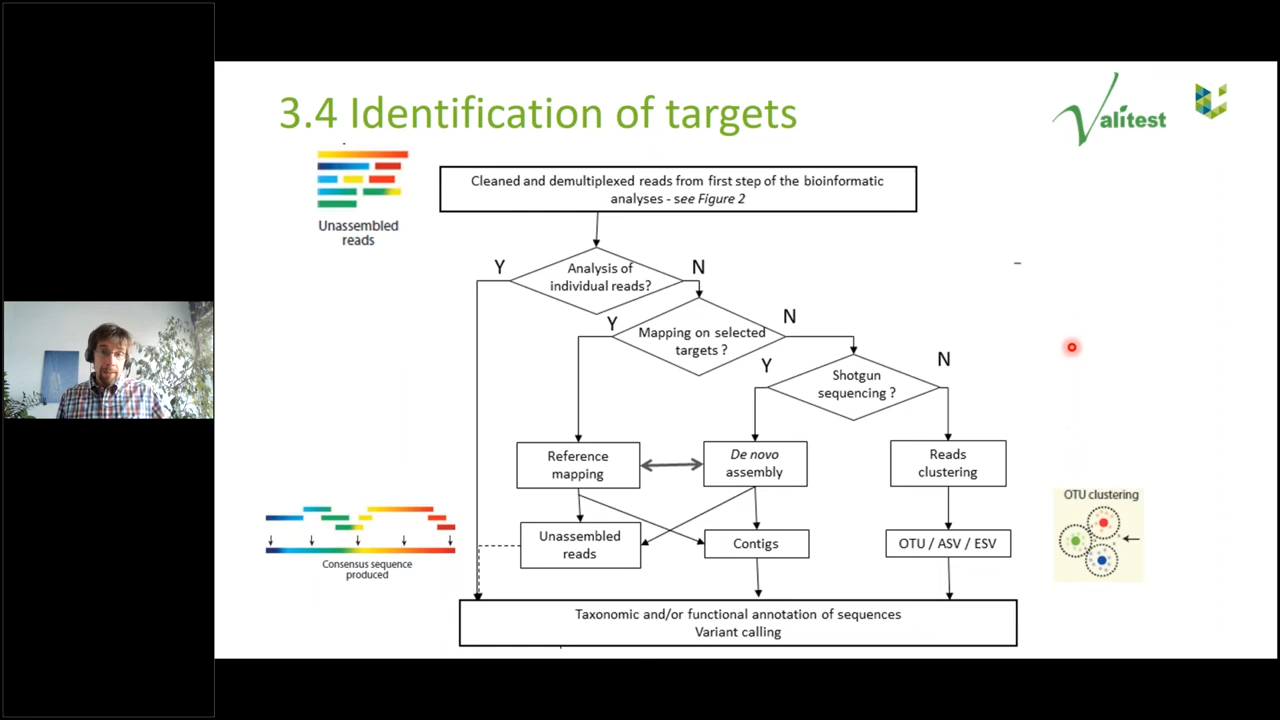 3.4 Identification of targets
Valitest
Unassembled
reads
Cleaned and demultiplexed reads from first step of the bioinformatic
analyses - see Figure 2
Y
Analysis of
individual reads?
N
Y
Mapping on selected
targets ?
N
Y
Shotgun
sequencing ?
N
Reference
mapping
De novo
assembly
Reads
clustering
Unassembled
reads
Contigs
OTU / ASV / ESV
Consensus sequence
produced
OTU clustering
Taxonomic and/or functional annotation of sequences
Variant calling